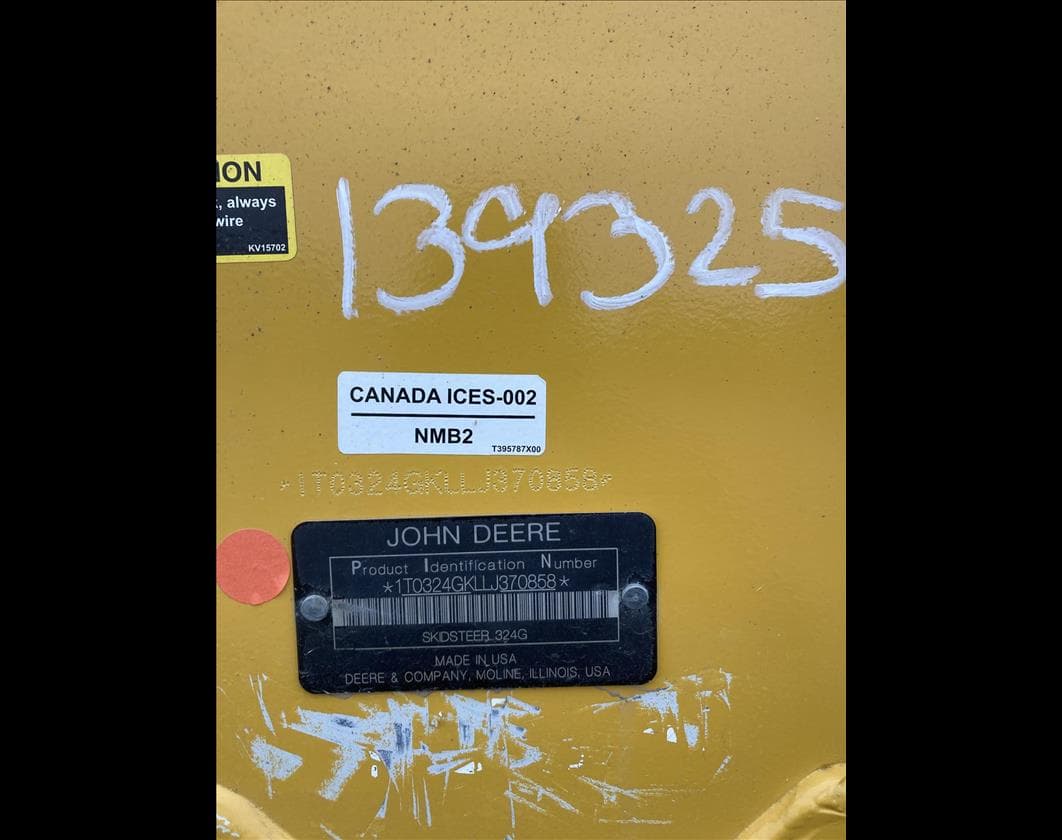 ION
, always
wire
KV15702
139325
CANADA ICES-002
NMB2
T395787X00
*1T0324GKLLJ370858*
JOHN DEERE
Product Identification Number
*1T0324GKLLJ370858*
SKIDSTEER 324G
MADE IN USA
DEERE & COMPANY, MOLINE, ILLINOIS, USA